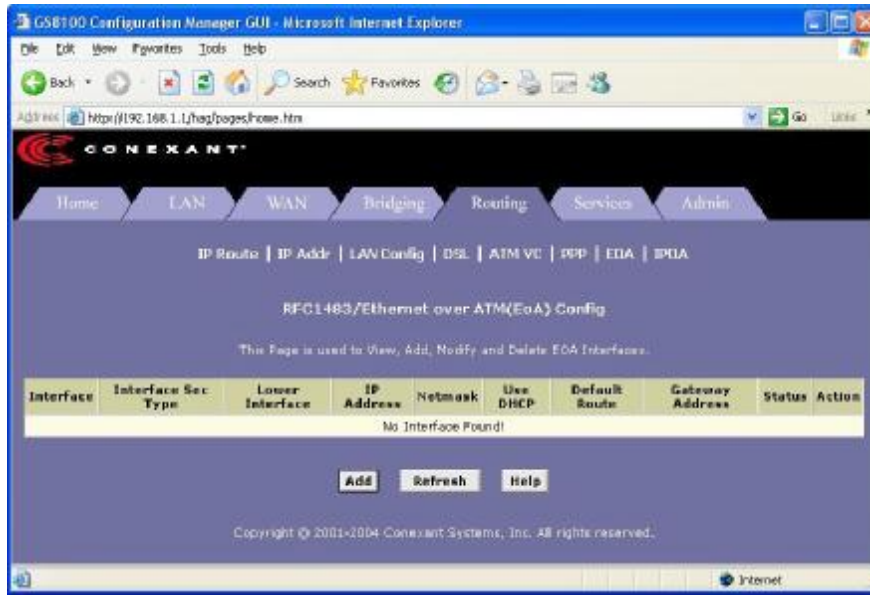 GS8100 Configuration Manager GUI - Microsoft Internet Explorer
File Edit View Favorites Tools Help
Back Search Favorites
Address http://192.168.1.1/hag/pages/home.htm Go Links
CONEXANT
Home LAN WAN Bridging Routing Services Admin
IP Route | IP Addr | LAN Config | DSL | ATM VC | PPP | EOA | IPOA
RFC1483/Ethernet over ATM(EoA) Config
This Page is used to View, Add, Modify and Delete EOA Interfaces.
Interface Interface Sec Type Lower Interface IP Address Netmask Use DHCP Default Route Gateway Address Status Action
No Interface Found!
Add Refresh Help
Copyright © 2001-2004 Conexant Systems, Inc. All rights reserved.
Internet